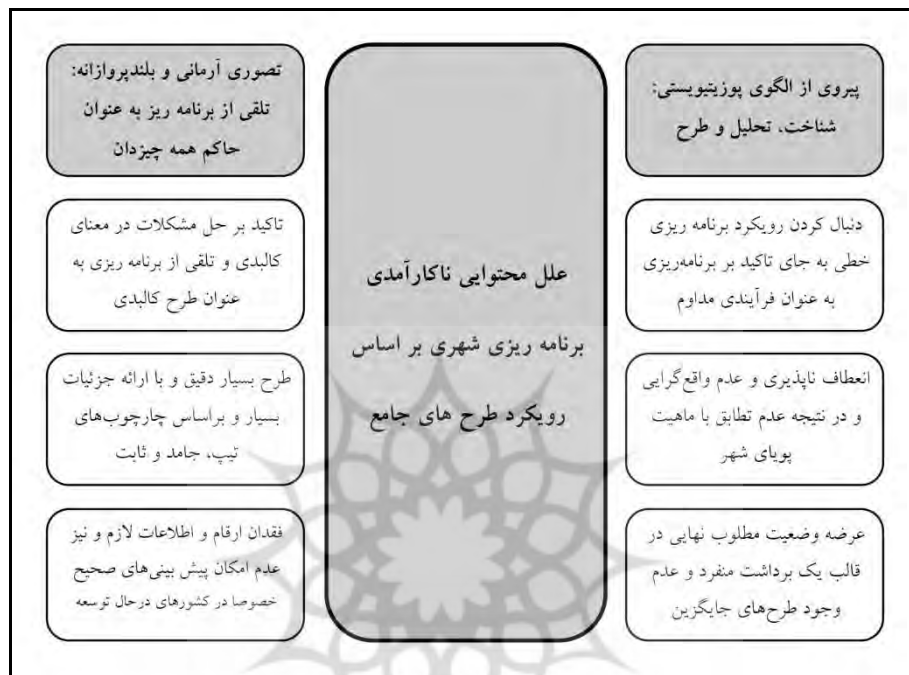 پیروی از الگوی پوزیتیویستی:
شناخت، تحلیل و طرح
دنبال کردن رویکرد برنامه ریزی
خطی به جای تاکید بر برنامه‌ریزی
به عنوان فرآیندی مداوم
انعطاف ناپذیری و عدم واقع‌گرایی
و در نتیجه عدم تطابق با ماهیت
پویای شهر
عرضه وضعیت مطلوب نهایی در
قالب یک برداشت منفرد و عدم
وجود طرح‌های جایگزین
علل محتوایی ناکارآمدی
برنامه ریزی شهری بر اساس
رویکرد طرح های جامع
تصوری آرمانی و بلندپروازانه:
تلقی از برنامه ریز به عنوان
حاکم همه چیزدان
تاکید بر حل مشکلات در معنای
کالبدی و تلقی از برنامه ریزی به
عنوان طرح کالبدی
طرح بسیار دقیق و با ارائه جزئیات
بسیار و براساس چارچوب‌های
تیپ، جامد و ثابت
فقدان ارقام و اطلاعات لازم و نیز
عدم امکان پیش بینی‌های صحیح
خصوصا در کشورهای درحال توسعه